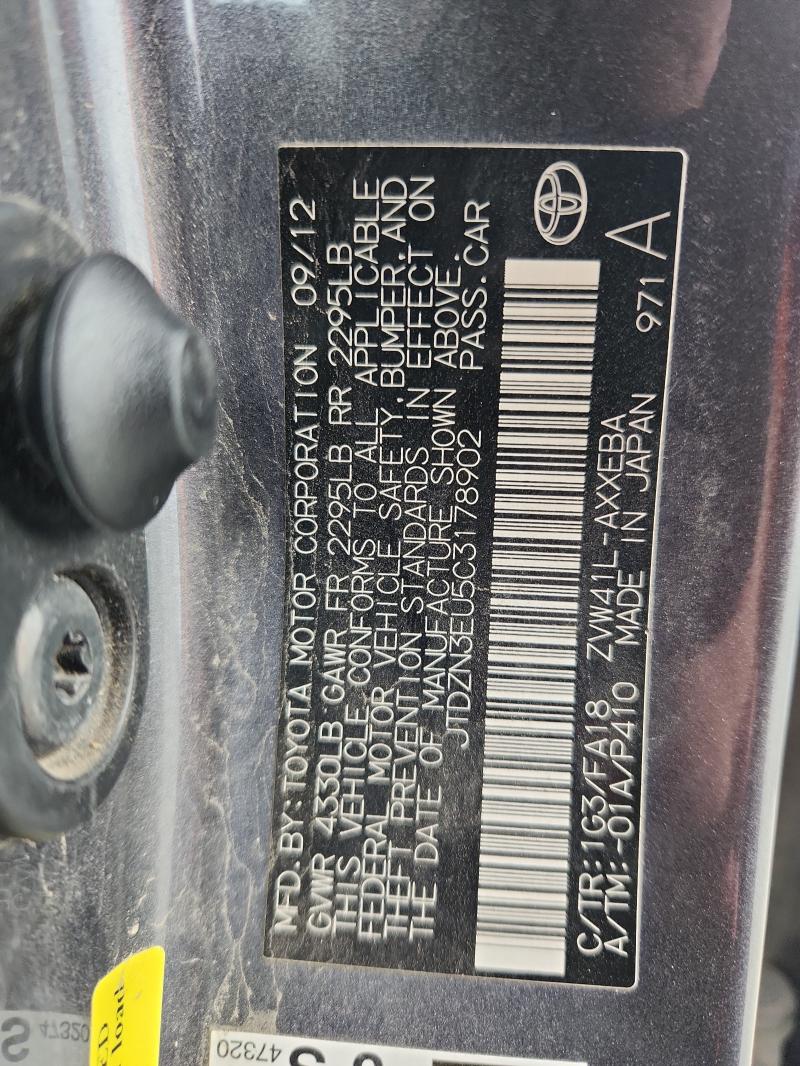 MFD.BY:TOYOTA MOTOR CORPORATION 09/12
GVWR 4330LB GAWR FR 2295LB RR 2295LB
THIS VEHICLE CONFORMS TO ALL APPLICABLE
FEDERAL MOTOR VEHICLE SAFETY,BUMPER,AND
THEFT PREVENTION STANDARDS IN EFFECT ON
THE DATE OF MANUFACTURE SHOWN ABOVE.
JTDZN3EU5C3178902 PASS.CAR
C/TR:1G3/FA18 ZVW41L-AXXEBA
A/TM:-01A/P410 MADE IN JAPAN 971 A
47320
S
47320
load